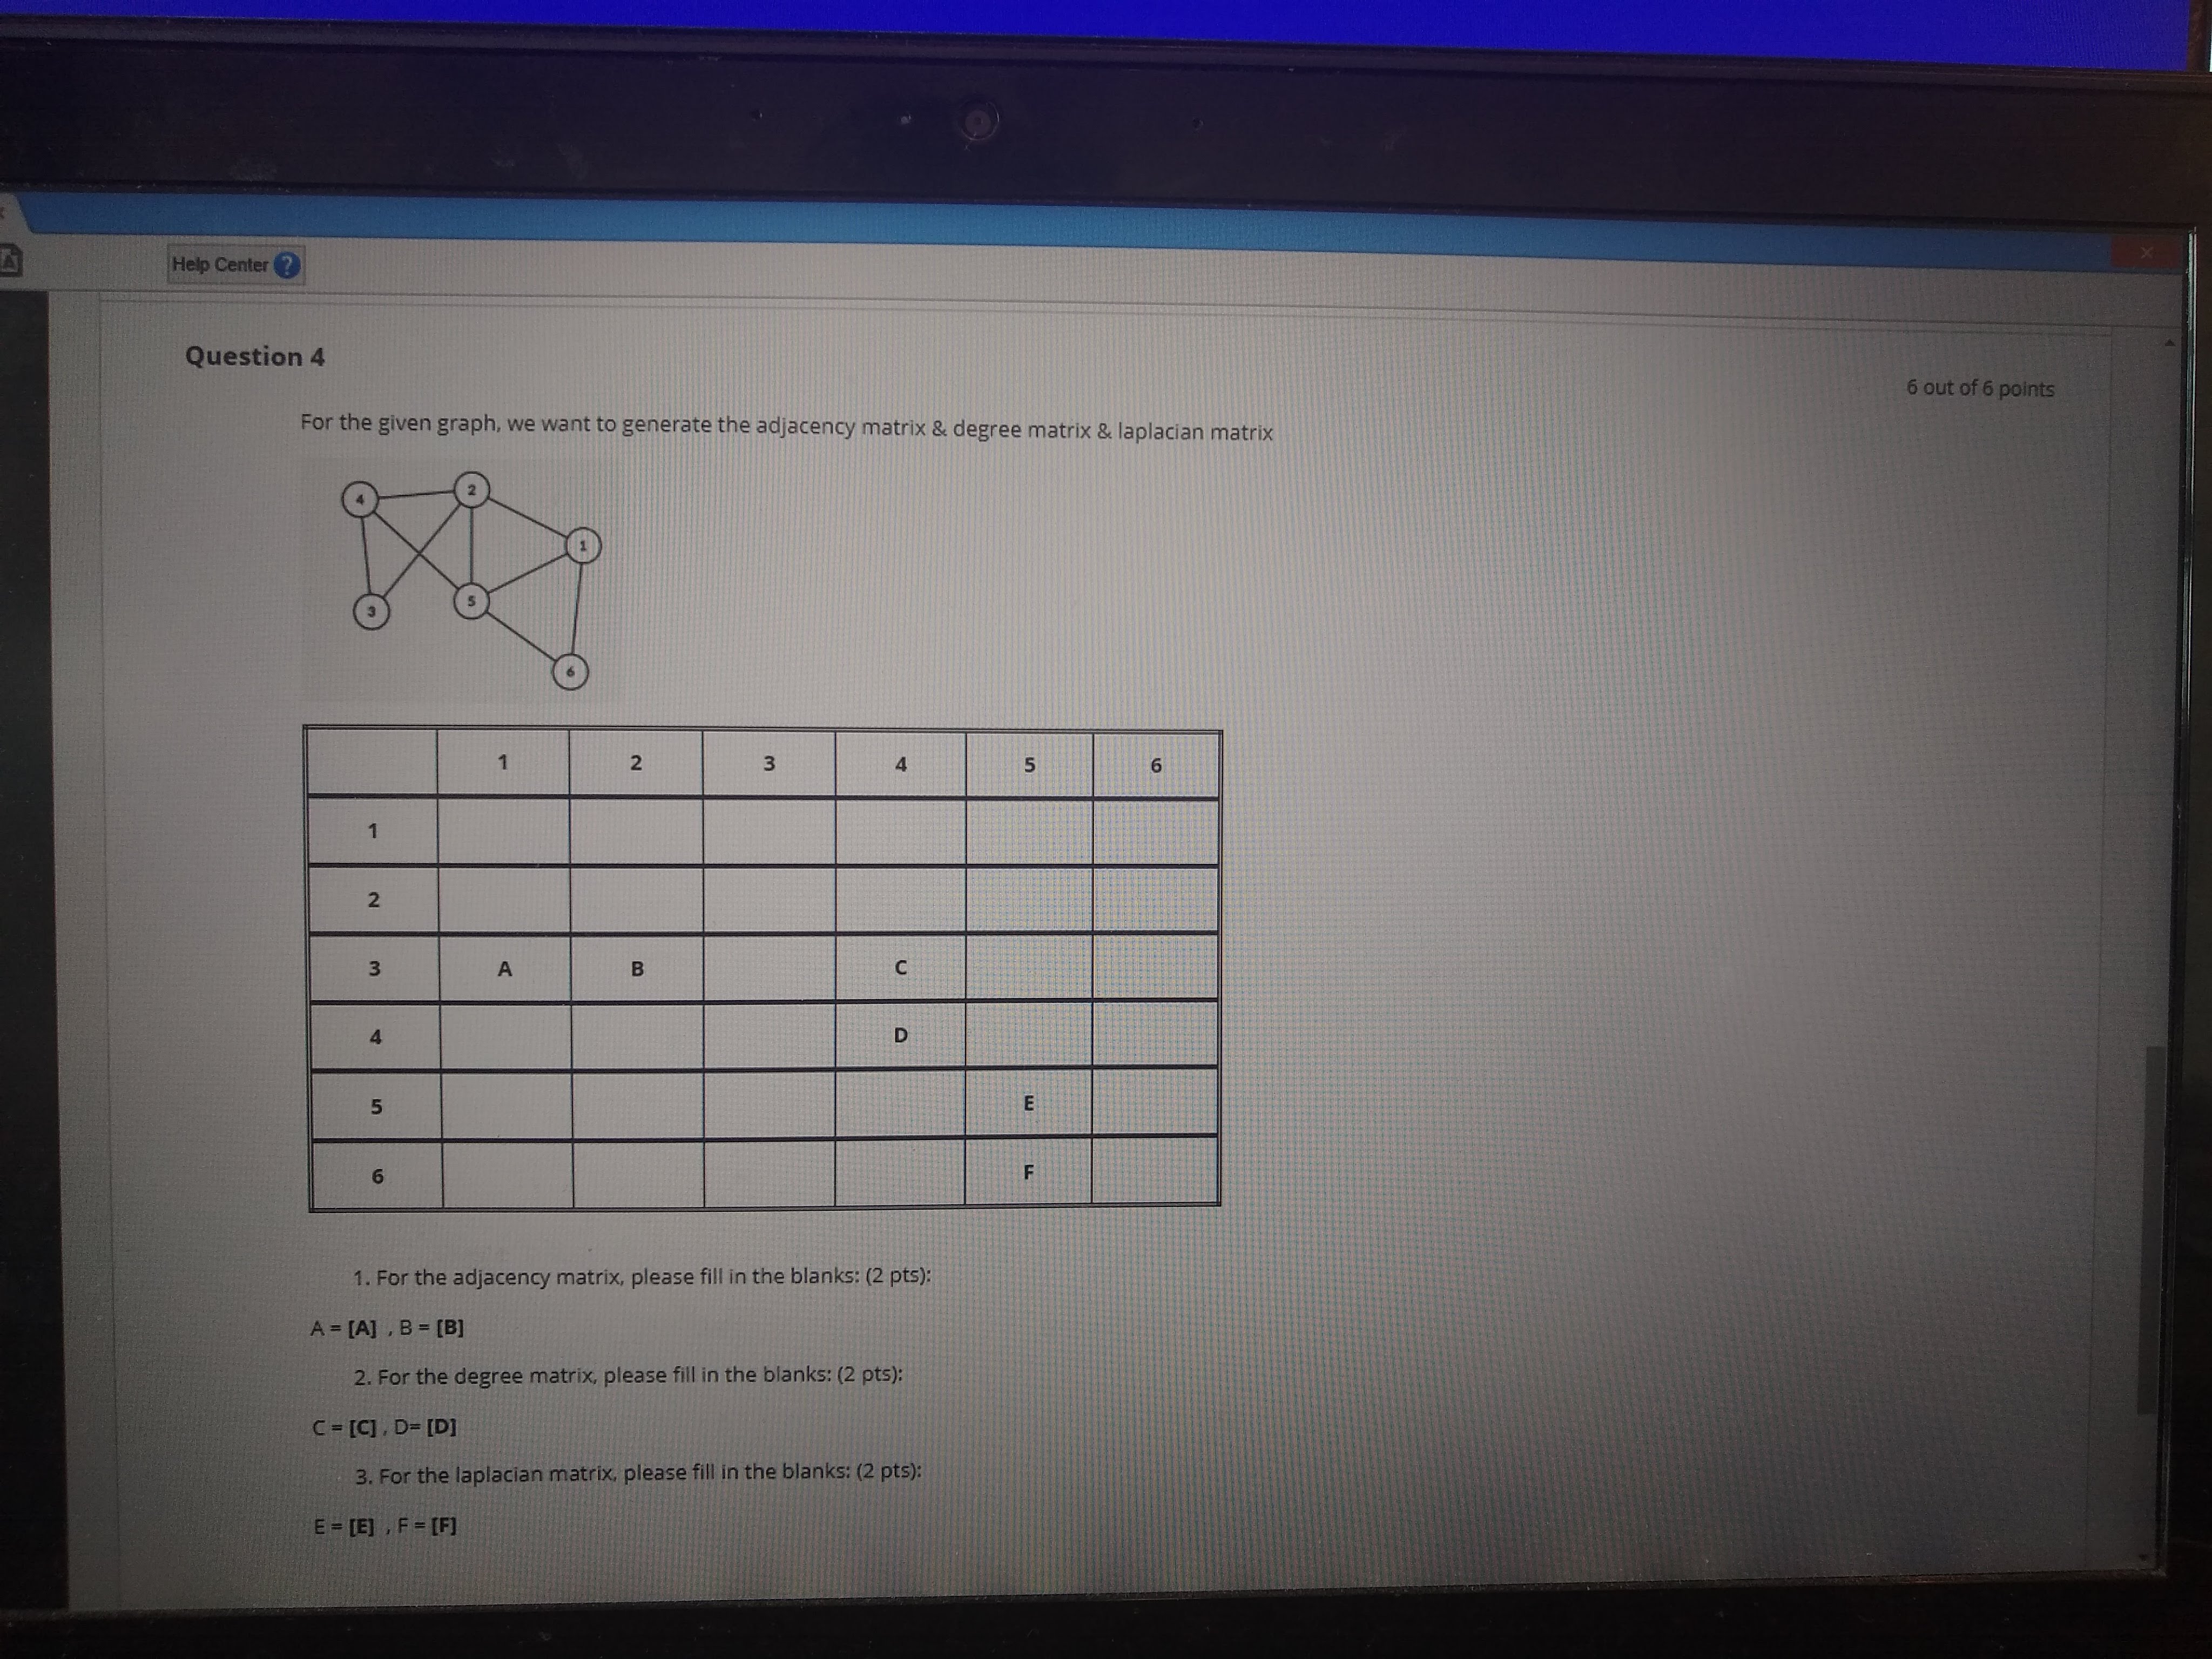 Help Center ?
Question 4
6 out of 6 points
For the given graph, we want to generate the adjacency matrix & degree matrix & laplacian matrix
4 2
1
3 5
6
1 2 3 4 5 6
1
2
3 A B C
4 D
5 E
6 F
1. For the adjacency matrix, please fill in the blanks: (2 pts):
A = [A] , B = [B]
2. For the degree matrix, please fill in the blanks: (2 pts):
C = [C] , D= [D]
3. For the laplacian matrix, please fill in the blanks: (2 pts):
E = [E] , F = [F]